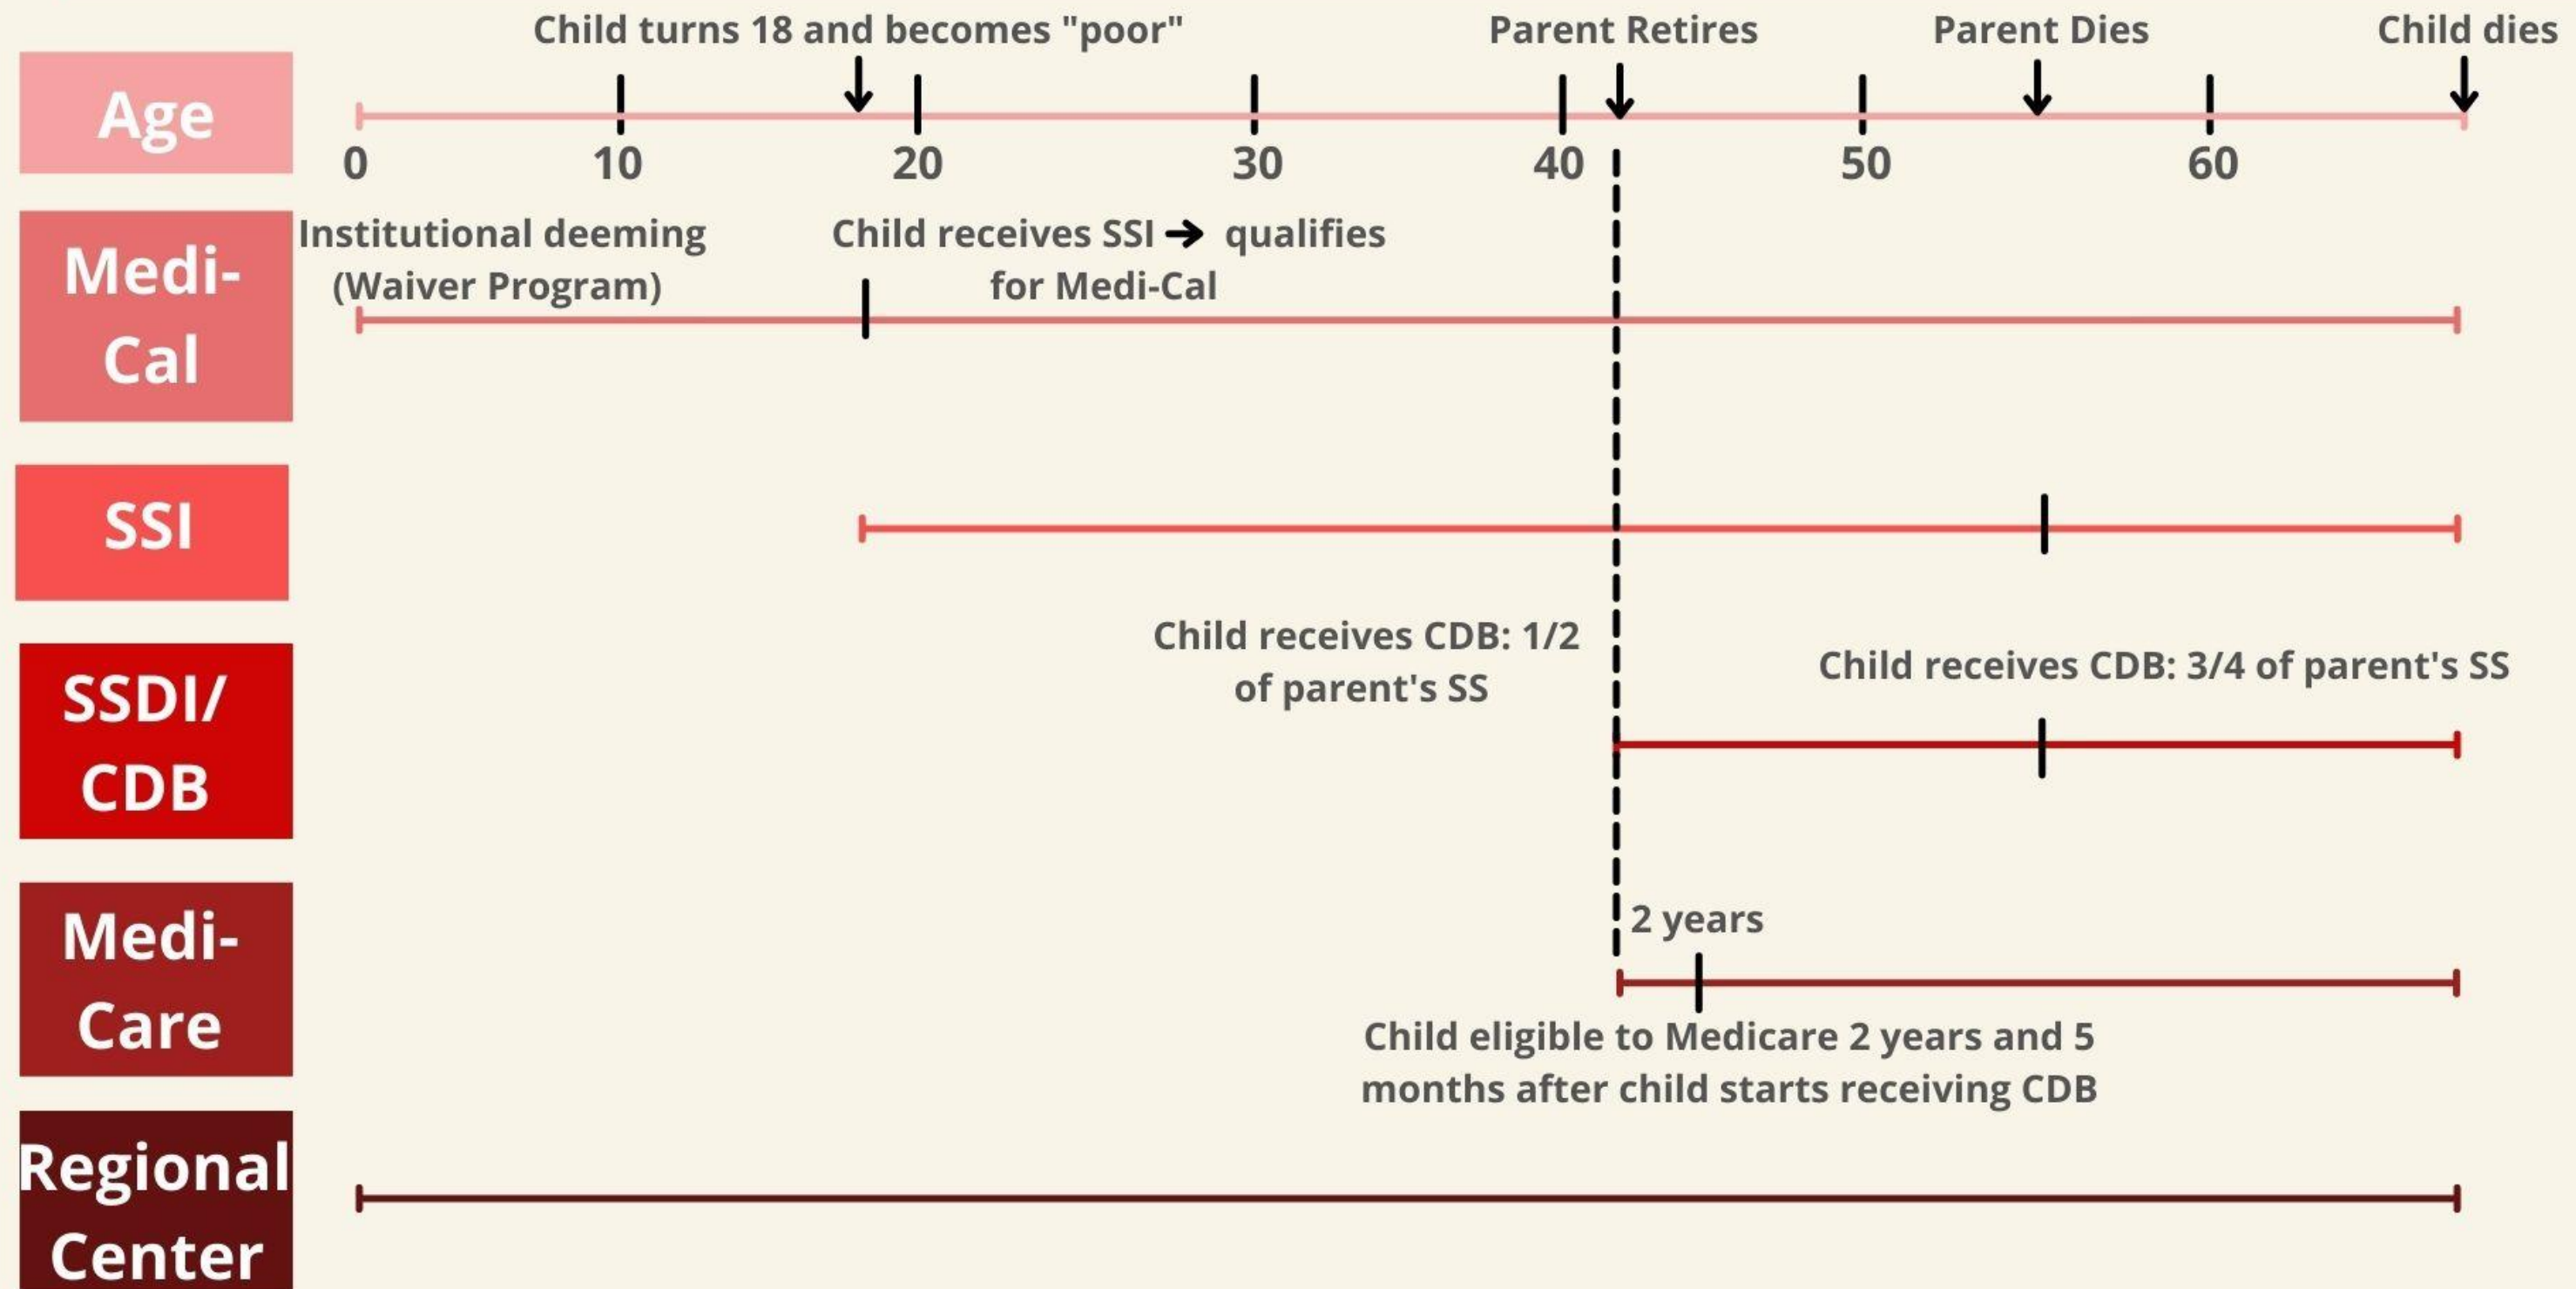 Child turns 18 and becomes "poor"
Parent Retires
Parent Dies
Child dies
Age
0 10 20 30 40 50 60
Medi-
Cal
Institutional deeming
(Waiver Program)
Child receives SSI → qualifies
for Medi-Cal
SSI
SSDI/
CDB
Child receives CDB: 1/2
of parent's SS
Child receives CDB: 3/4 of parent's SS
Medi-
Care
2 years
Child eligible to Medicare 2 years and 5
months after child starts receiving CDB
Regional
Center